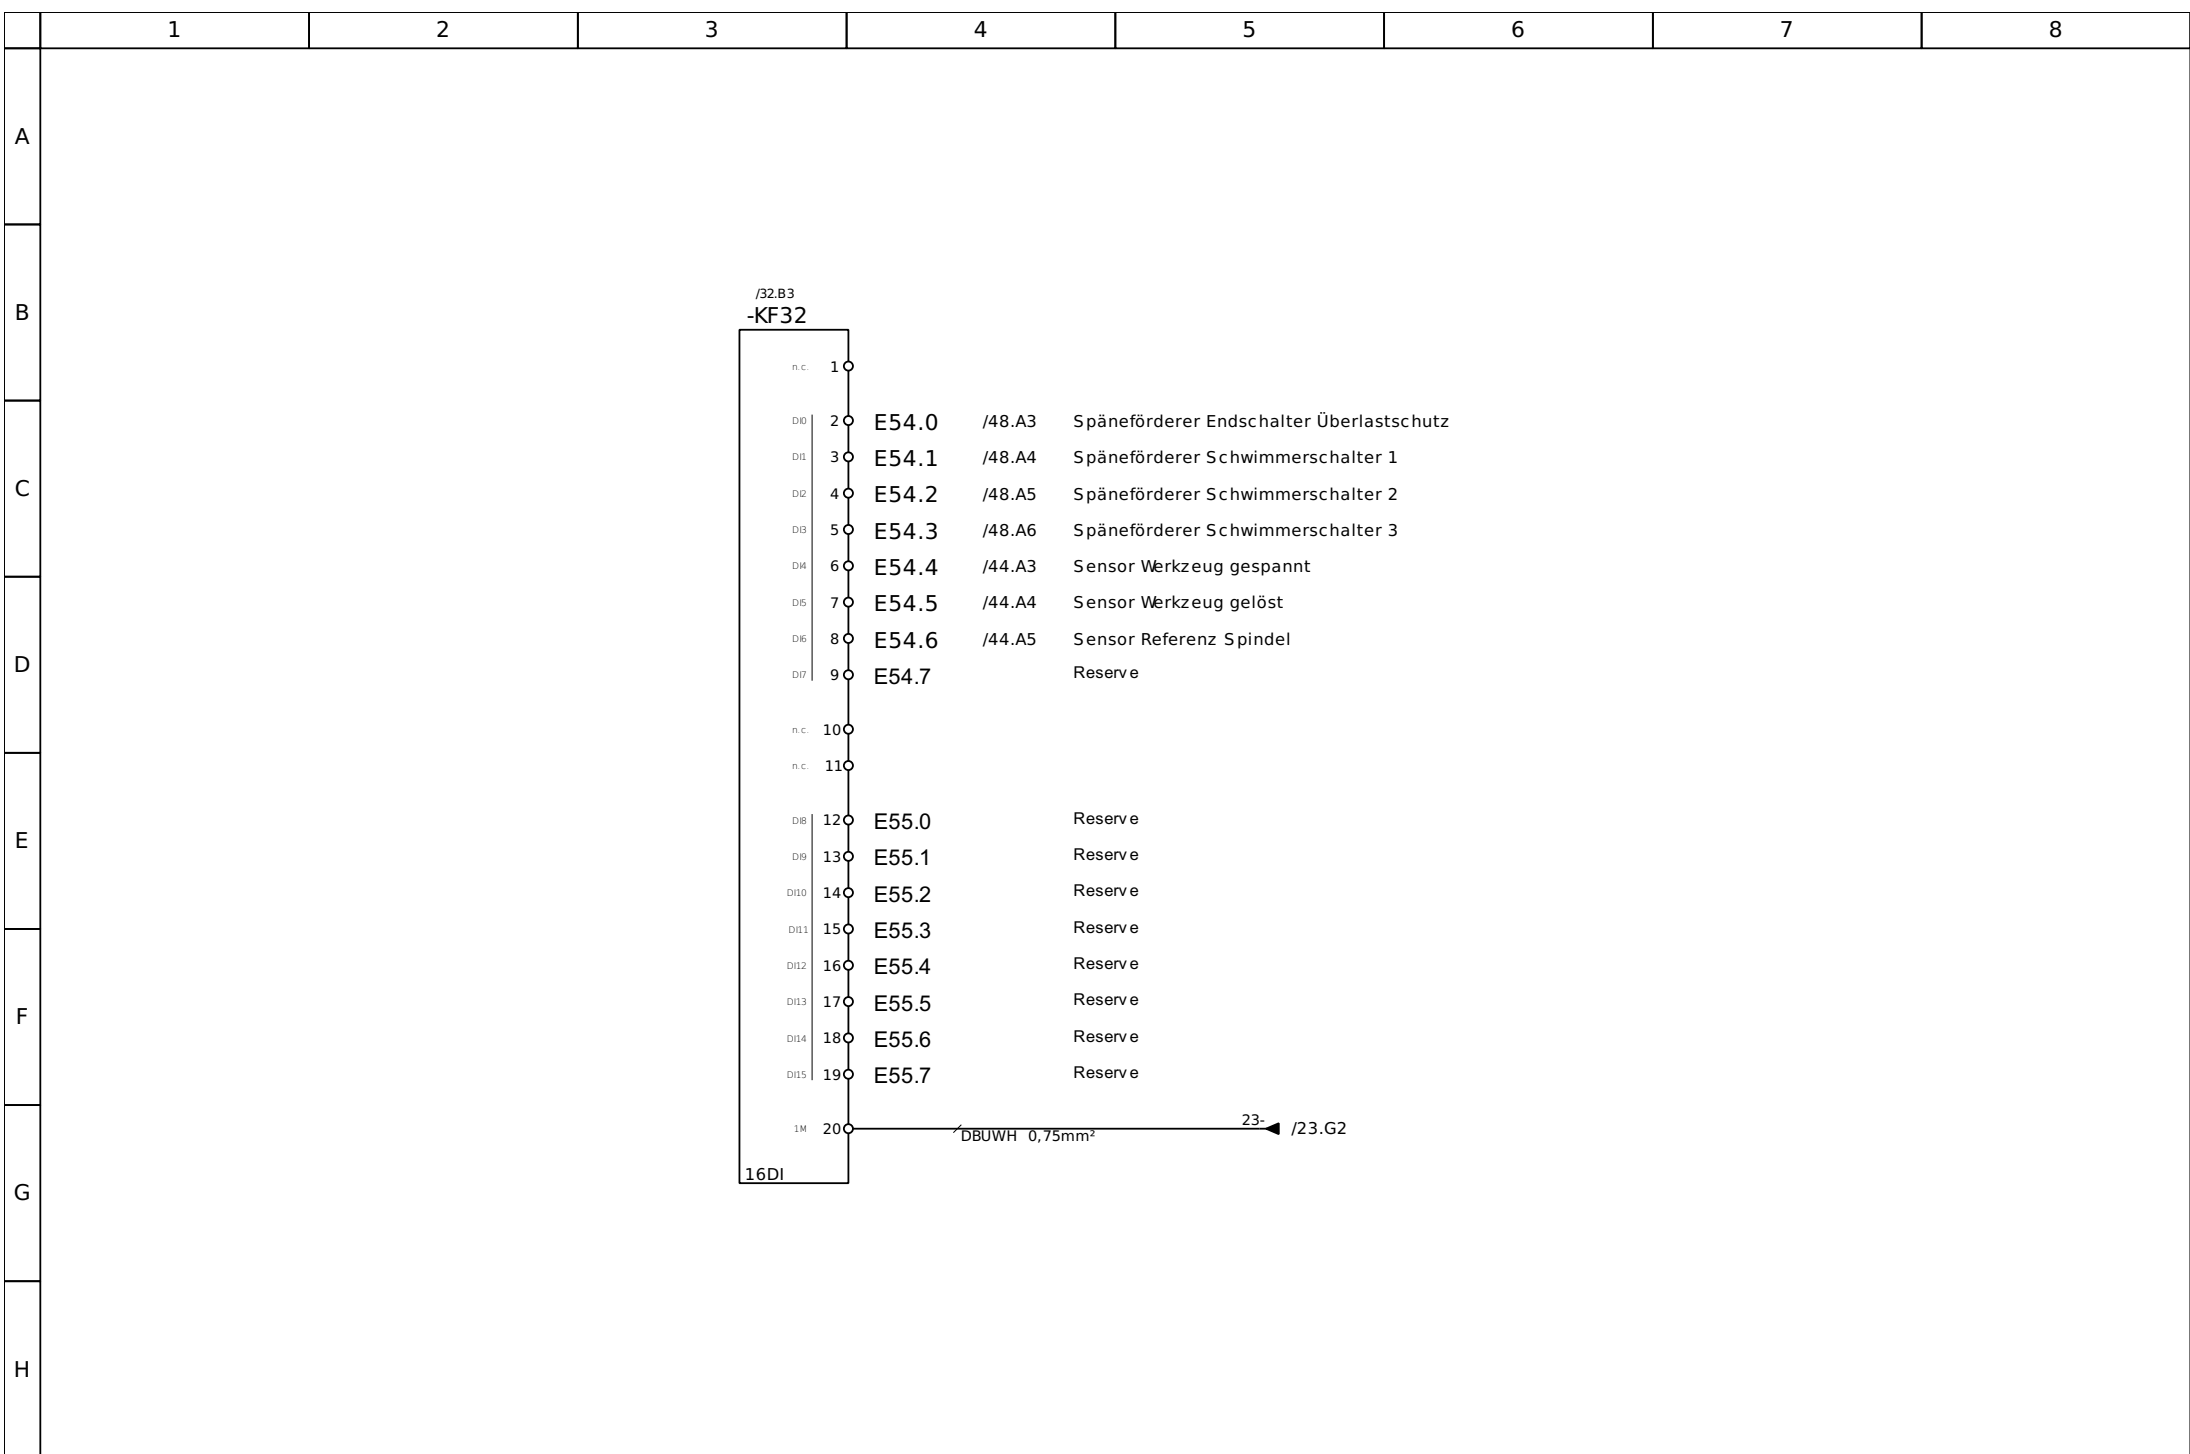 1 2 3 4 5 6 7 8
A
B
/32.B3
-KF32
n.c. 1
C
DI0 2 E54.0 /48.A3 Späneförderer Endschalter Überlastschutz
DI1 3 E54.1 /48.A4 Späneförderer Schwimmerschalter 1
DI2 4 E54.2 /48.A5 Späneförderer Schwimmerschalter 2
DI3 5 E54.3 /48.A6 Späneförderer Schwimmerschalter 3
DI4 6 E54.4 /44.A3 Sensor Werkzeug gespannt
DI5 7 E54.5 /44.A4 Sensor Werkzeug gelöst
DI6 8 E54.6 /44.A5 Sensor Referenz Spindel
D
DI7 9 E54.7 Reserve
n.c. 10
n.c. 11
DI8 12 E55.0 Reserve
E
DI9 13 E55.1 Reserve
DI10 14 E55.2 Reserve
DI11 15 E55.3 Reserve
DI12 16 E55.4 Reserve
DI13 17 E55.5 Reserve
F
DI14 18 E55.6 Reserve
DI15 19 E55.7 Reserve
1M 20 23- /23.G2
DBUWH 0,75mm²
16DI
G
H